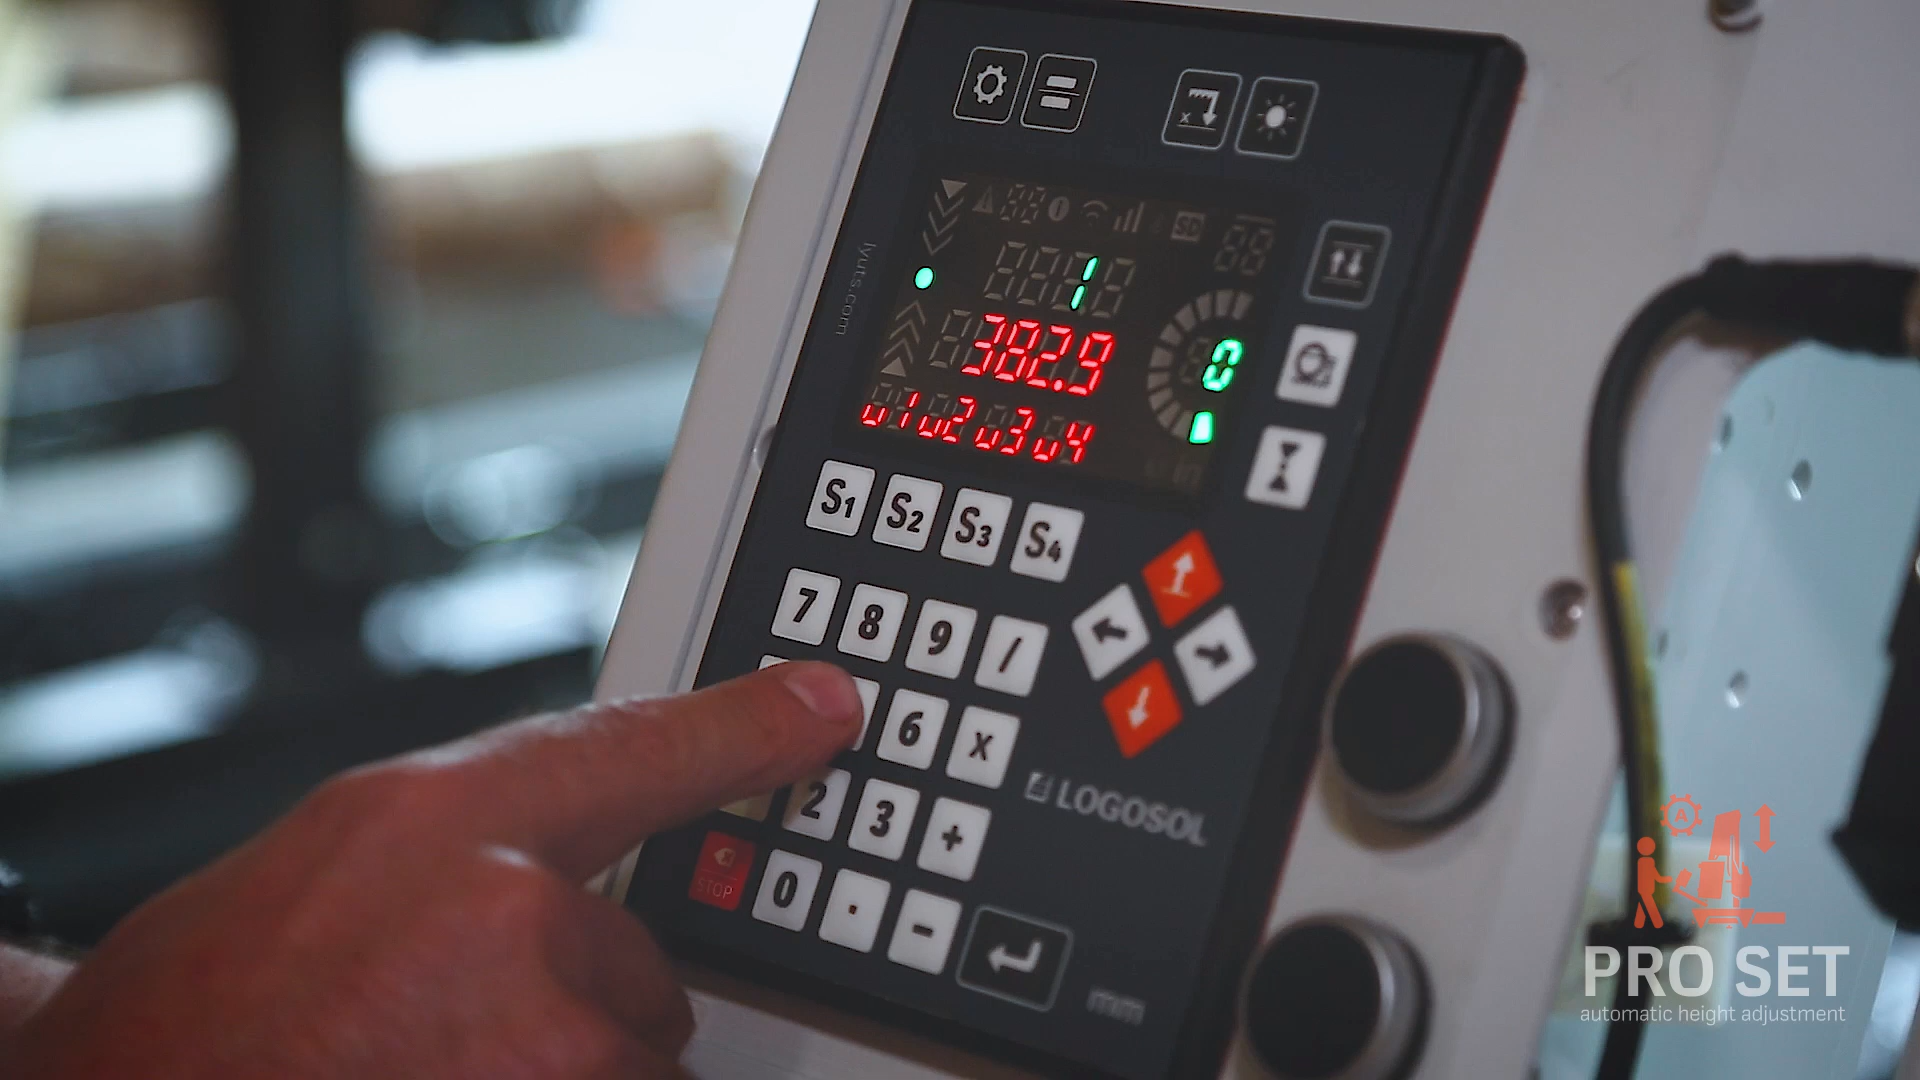 SD
1
382.9
0
u1u2u3u4
lyuts.com
S1 S2 S3 S4
7 8 9 /
6 x
2 3 +
STOP 0 . -
LOGOSOL
mm
A
PRO SET
automatic height adjustment